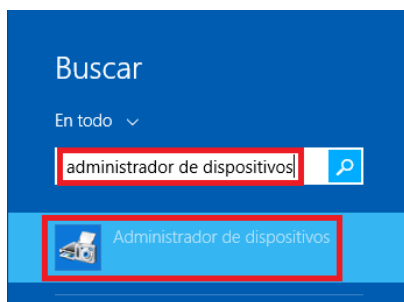 Buscar
En todo
administrador de dispositivos
Administrador de dispositivos